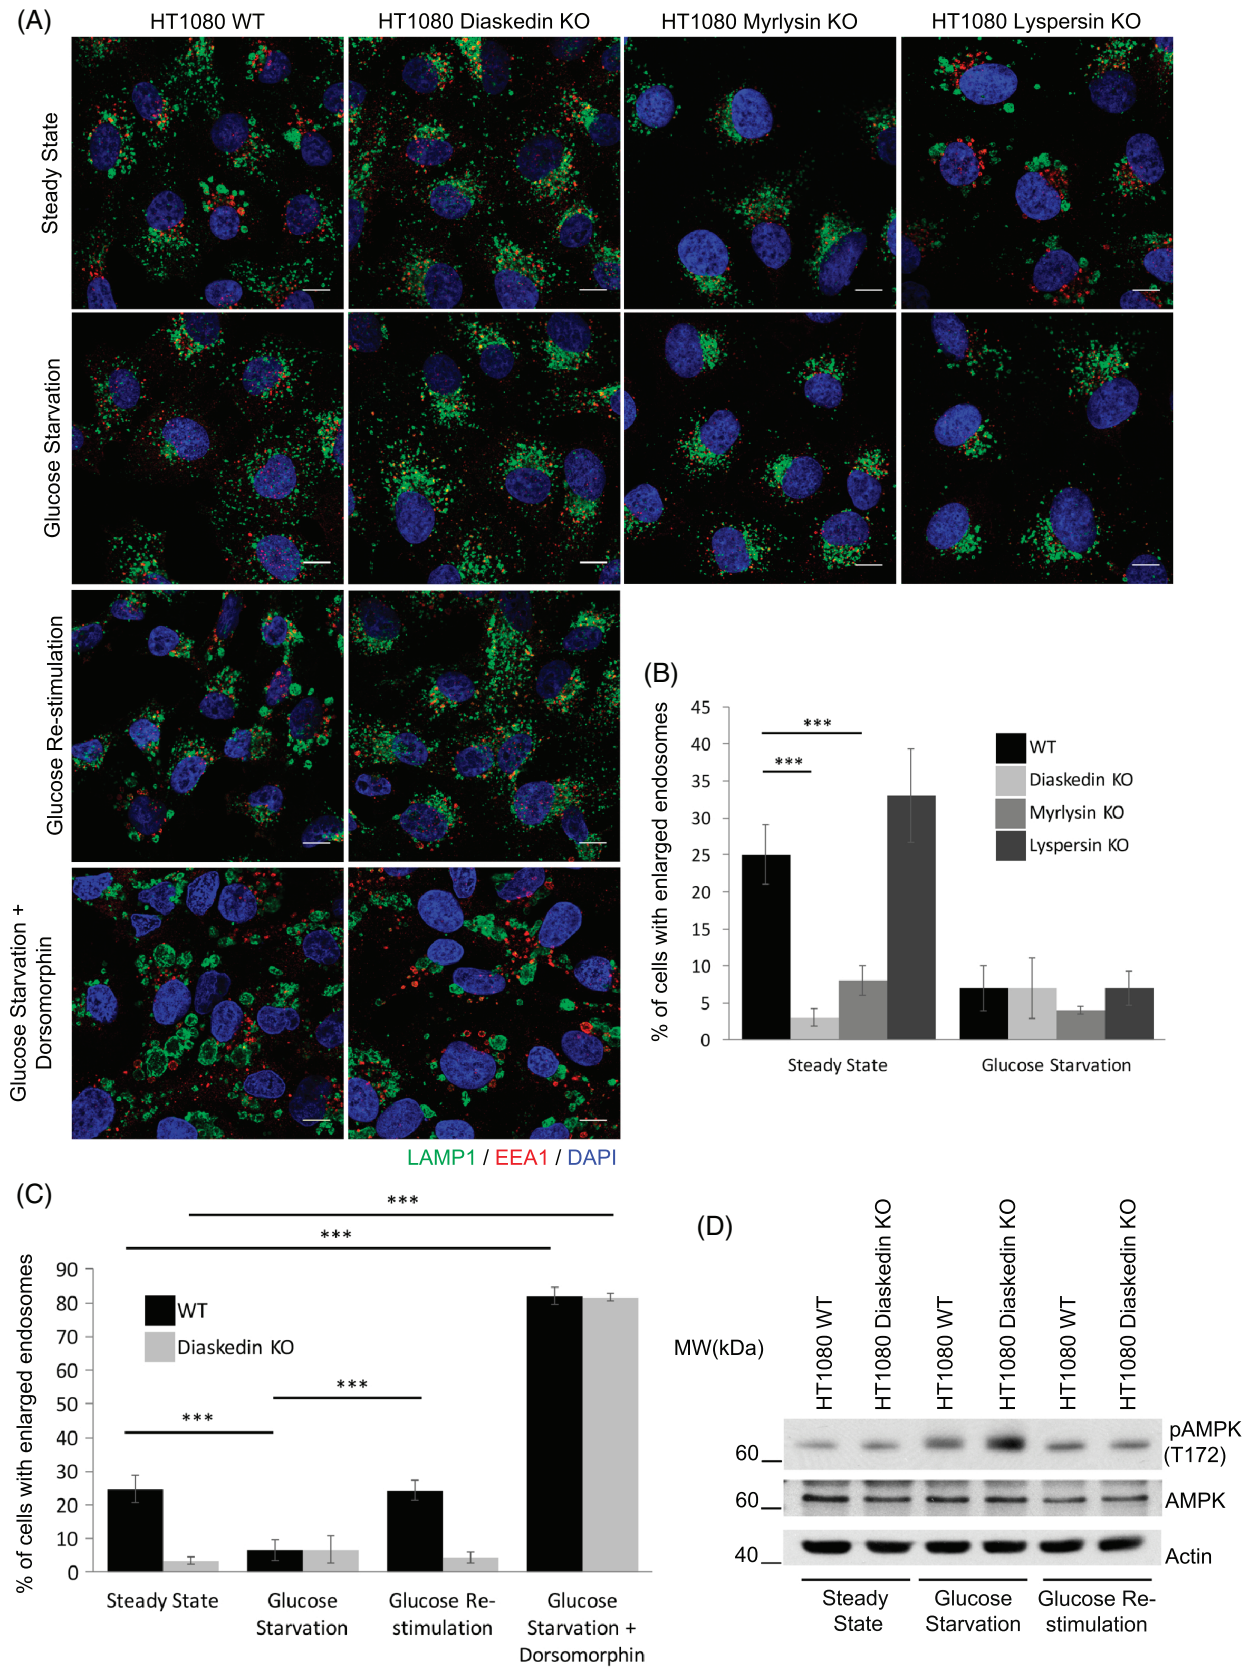 (A)
HT1080 WT
HT1080 Diaskedin KO
HT1080 Myrlysin KO
HT1080 Lyspersin KO
Steady State
Glucose Starvation
Glucose Re-stimulation
Glucose Starvation +
Dorsomorphin
LAMP1 / EEA1 / DAPI
(B)
% of cells with enlarged endosomes
45
40
35
30
25
20
15
10
5
0
***
***
WT
Diaskedin KO
Myrlysin KO
Lyspersin KO
Steady State
Glucose Starvation
(C)
% of cells with enlarged endosomes
90
80
70
60
50
40
30
20
10
0
***
***
***
***
WT
Diaskedin KO
Steady State
Glucose
Starvation
Glucose Re-
stimulation
Glucose
Starvation +
Dorsomorphin
(D)
MW(kDa)
HT1080 WT
HT1080 Diaskedin KO
HT1080 WT
HT1080 Diaskedin KO
HT1080 WT
HT1080 Diaskedin KO
60
pAMPK
(T172)
60
AMPK
40
Actin
Steady
State
Glucose
Starvation
Glucose Re-
stimulation